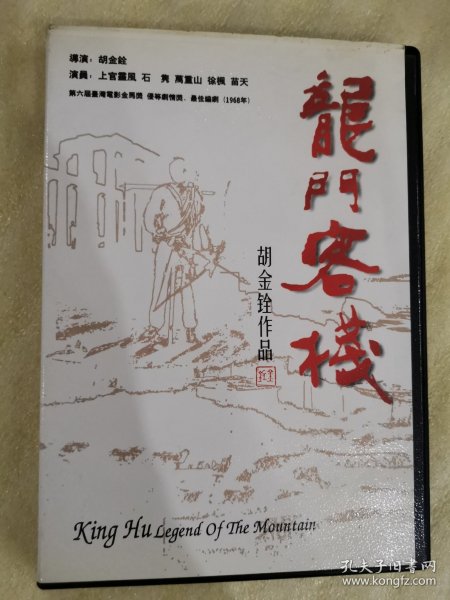 導演：胡金銓
演員：上官靈鳳 石 雋 萬重山 徐楓 苗天
第六屆臺灣電影金馬獎 優等劇情獎，最佳編劇（1968年）
龍門客棧
胡金銓作品
King Hu Legend Of The Mountain
孔夫子旧书网
www.kongfz.com